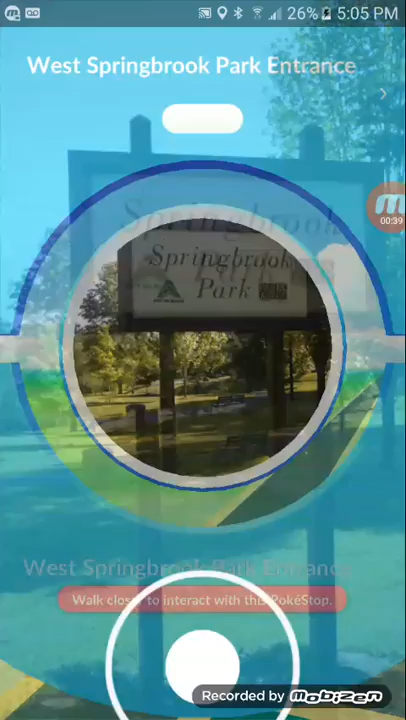 26% 5:05 PM
West Springbrook Park Entrance
Springbrook
00:39
Springbrook
Park
West Springbrook Park Entrance
Walk closer to interact with this PokéStop.
Recorded by MOBIZEN